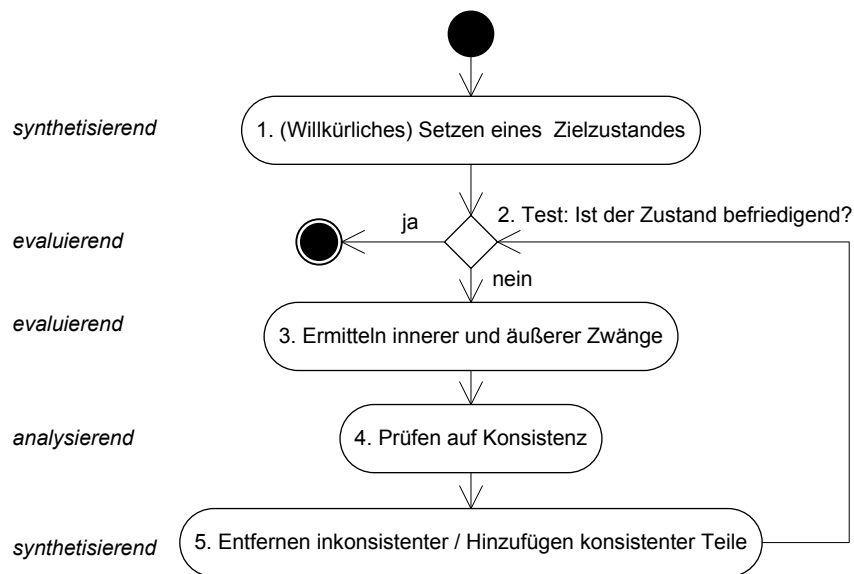 synthetisierend
1. (Willkürliches) Setzen eines Zielzustandes
2. Test: Ist der Zustand befriedigend?
evaluierend
ja
nein
evaluierend
3. Ermitteln innerer und äußerer Zwänge
analysierend
4. Prüfen auf Konsistenz
synthetisierend
5. Entfernen inkonsistenter / Hinzufügen konsistenter Teile